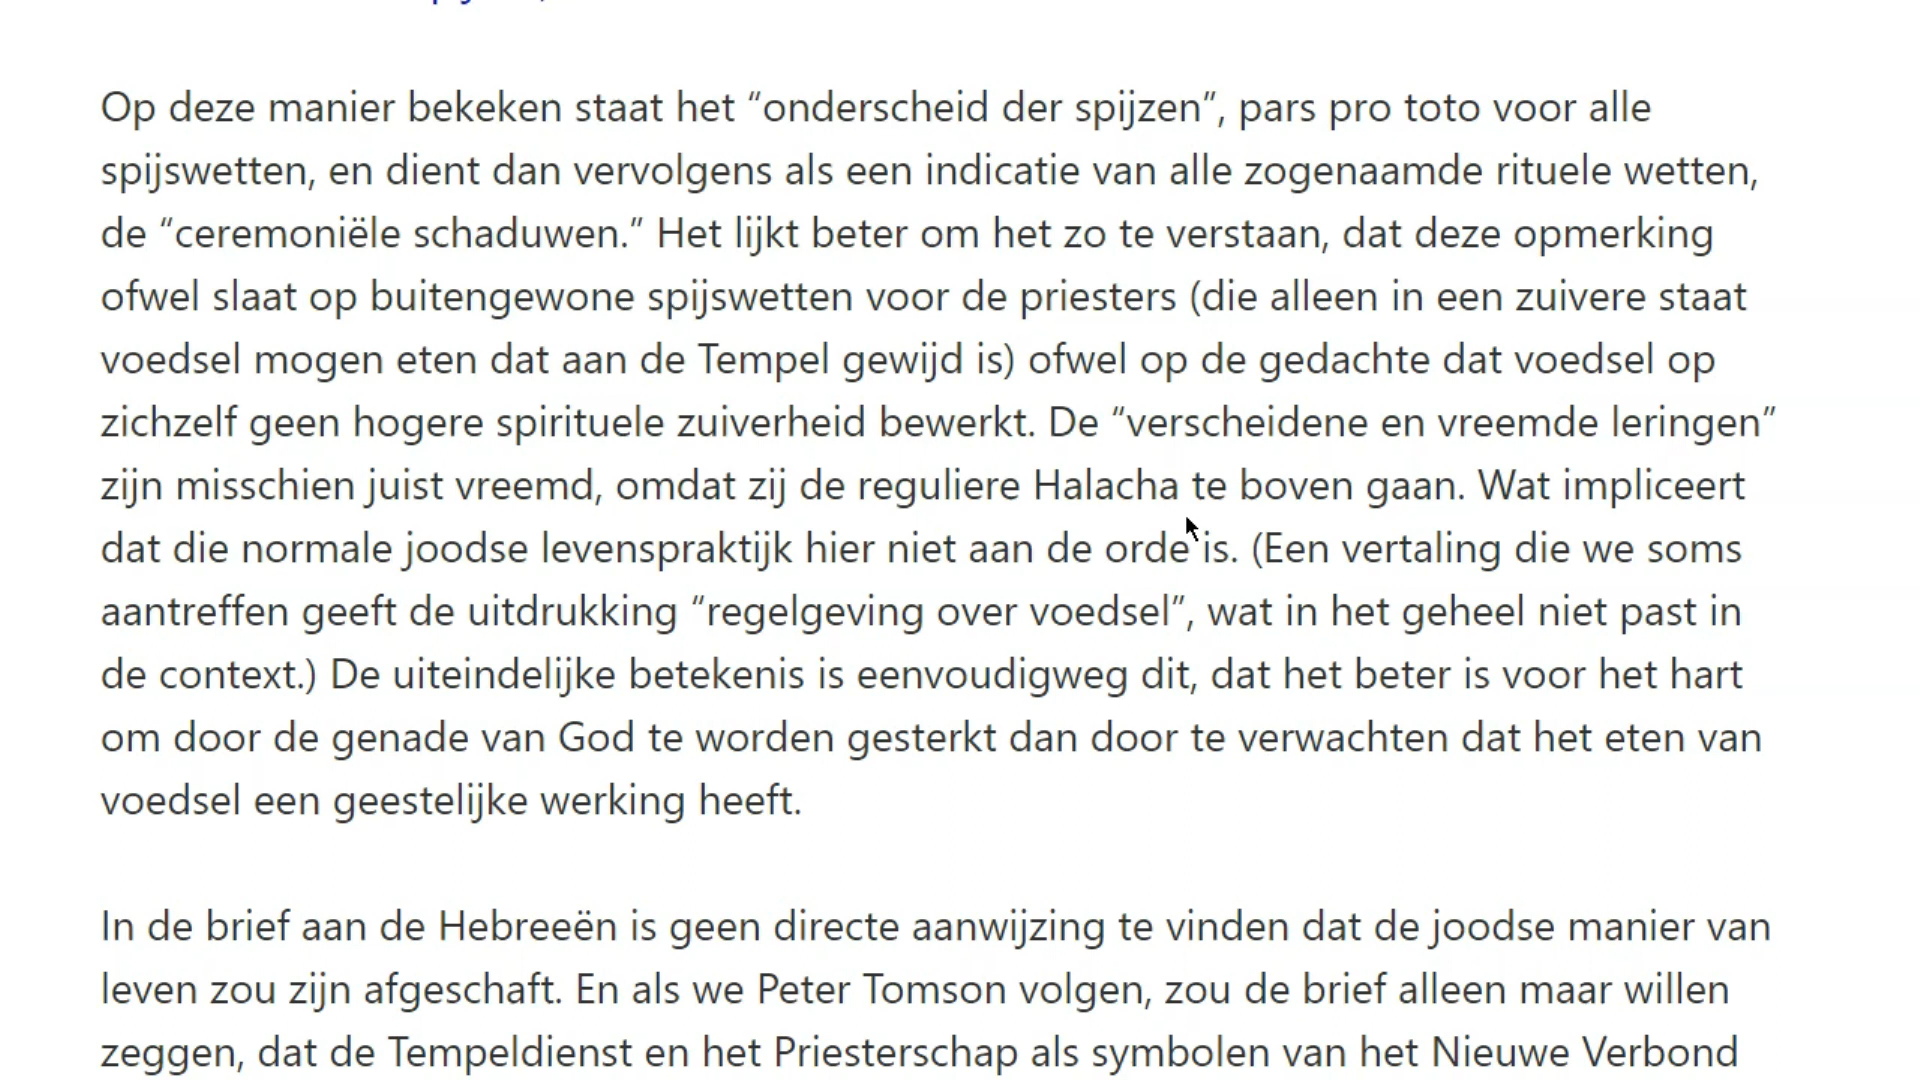 Op deze manier bekeken staat het “onderscheid der spijzen”, pars pro toto voor alle
spijswetten, en dient dan vervolgens als een indicatie van alle zogenaamde rituele wetten,
de “ceremoniële schaduwen.” Het lijkt beter om het zo te verstaan, dat deze opmerking
ofwel slaat op buitengewone spijswetten voor de priesters (die alleen in een zuivere staat
voedsel mogen eten dat aan de Tempel gewijd is) ofwel op de gedachte dat voedsel op
zichzelf geen hogere spirituele zuiverheid bewerkt. De “verscheidene en vreemde leringen”
zijn misschien juist vreemd, omdat zij de reguliere Halacha te boven gaan. Wat impliceert
dat die normale joodse levenspraktijk hier niet aan de orde is. (Een vertaling die we soms
aantreffen geeft de uitdrukking “regelgeving over voedsel”, wat in het geheel niet past in
de context.) De uiteindelijke betekenis is eenvoudigweg dit, dat het beter is voor het hart
om door de genade van God te worden gesterkt dan door te verwachten dat het eten van
voedsel een geestelijke werking heeft.
In de brief aan de Hebreeën is geen directe aanwijzing te vinden dat de joodse manier van
leven zou zijn afgeschaft. En als we Peter Tomson volgen, zou de brief alleen maar willen
zeggen, dat de Tempeldienst en het Priesterschap als symbolen van het Nieuwe Verbond